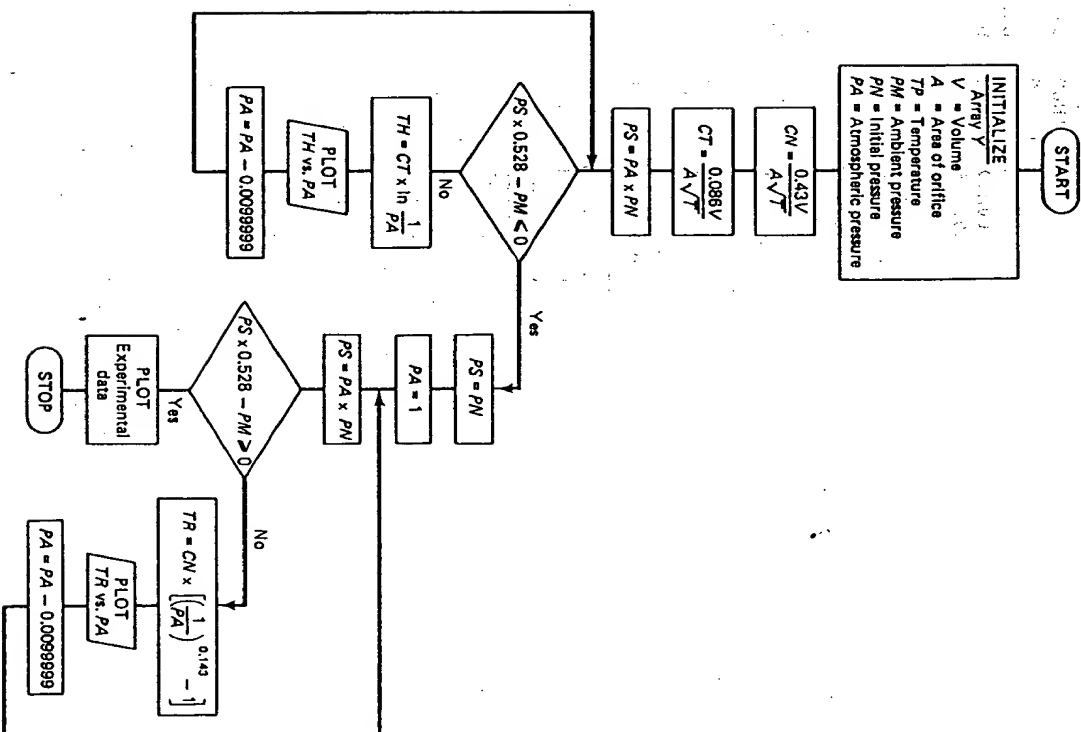 START
INITIALIZE
Array Y
V = Volume
A = Area of orifice
TP = Temperature
PM = Ambient pressure
PN = Initial pressure
PA = Atmospheric pressure
CN = 0.43V / A√T
CT = 0.086V / A√T
PS = PA x PN
PS x 0.528 - PM < 0
No
TH = CT x ln 1/PA
PLOT
TH vs. PA
PA = PA - 0.0099999
Yes
PS = PN
PA = 1
PS = PA x PN
PS x 0.528 - PM > 0
Yes
PLOT
Experimental
data
STOP
No
TR = CN x [(1/PA)^0.143 - 1]
PLOT
TR vs. PA
PA = PA - 0.0099999